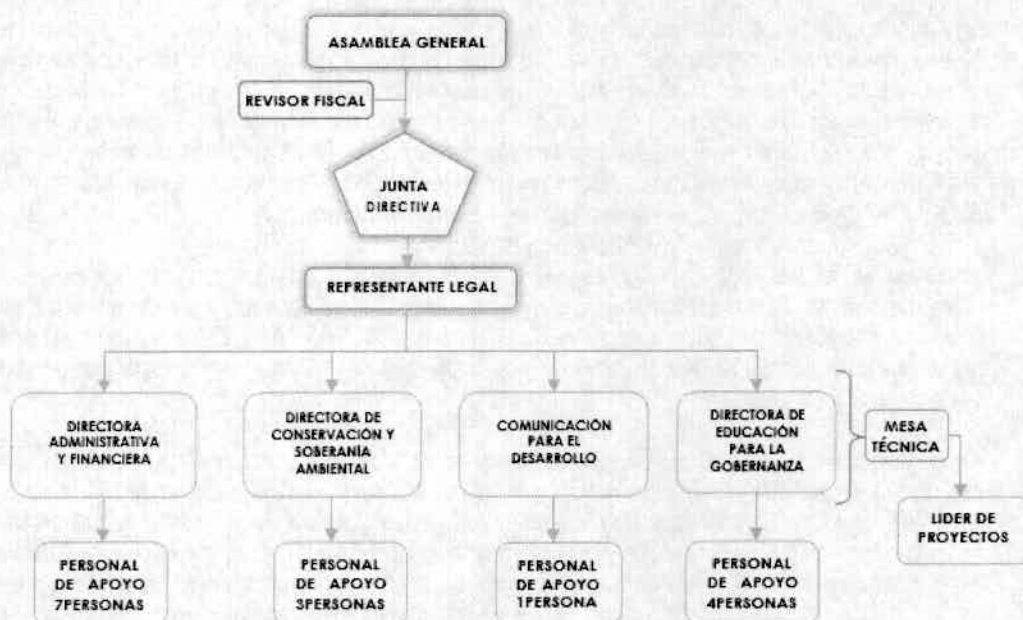 ASAMBLEA GENERAL
REVISOR FISCAL
JUNTA
DIRECTIVA
REPRESENTANTE LEGAL
DIRECTORA
ADMINISTRATIVA
Y FINANCIERA
DIRECTORA DE
CONSERVACIÓN Y
SOBERANÍA
AMBIENTAL
COMUNICACIÓN
PARA EL
DESARROLLO
DIRECTORA DE
EDUCACIÓN
PARA LA
GOBERNANZA
MESA
TÉCNICA
LIDER DE
PROYECTOS
PERSONAL
DE APOYO
7PERSONAS
PERSONAL
DE APOYO
3PERSONAS
PERSONAL
DE APOYO
1PERSONA
PERSONAL
DE APOYO
4PERSONAS